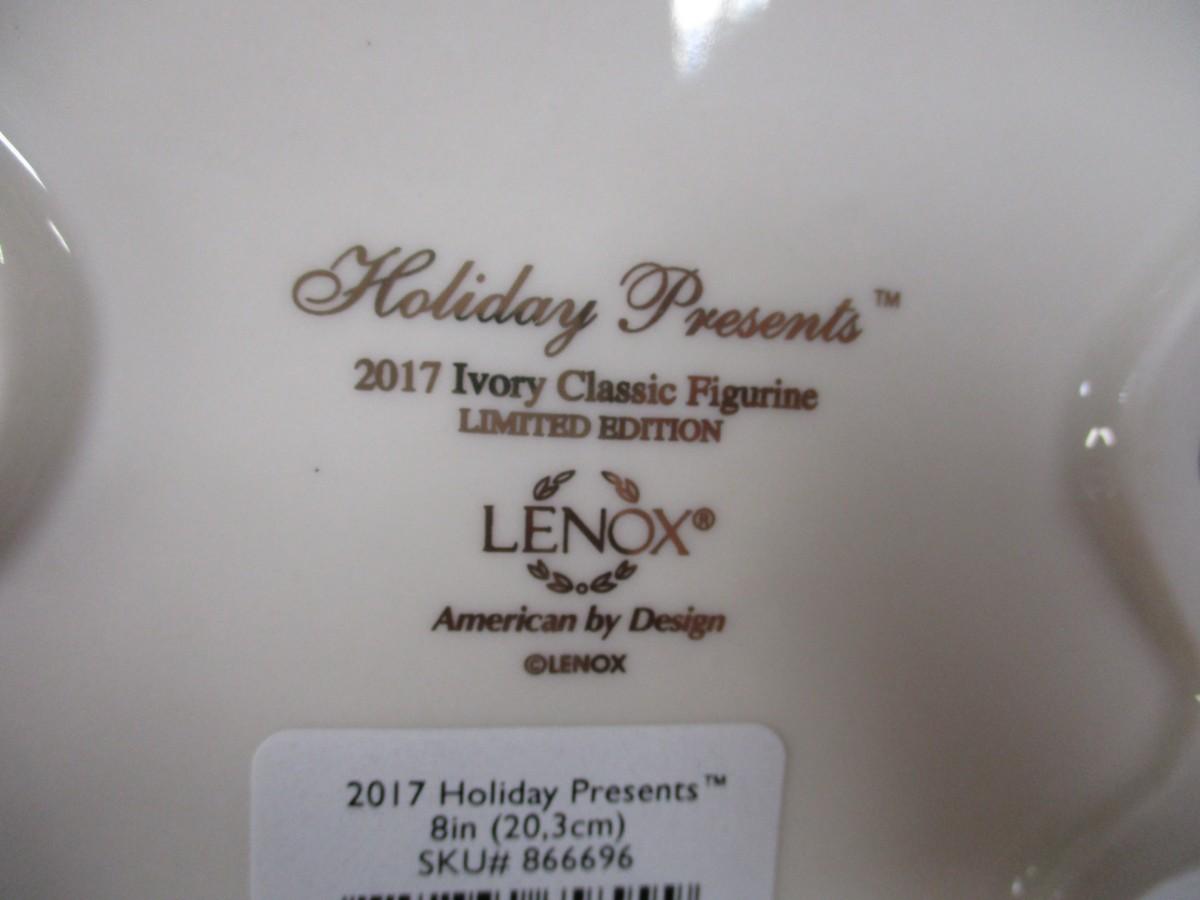 Holiday Presents™
2017 Ivory Classic Figurine
LIMITED EDITION
LENOX®
American by Design
©LENOX
2017 Holiday Presents™
8in (20,3cm)
SKU# 866696